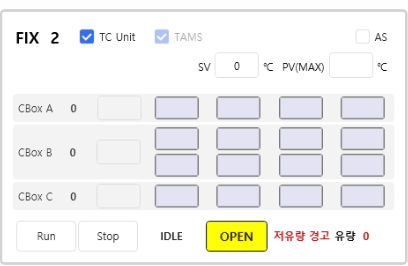 FIX 2 TC Unit TAMS AS
SV 0 ℃ PV(MAX) ℃
CBox A 0
CBox B 0
CBox C 0
Run Stop IDLE OPEN 저유량 경고 유량 0